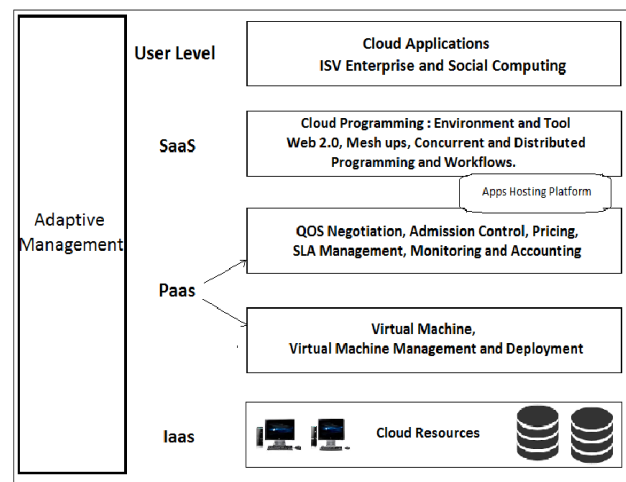 Adaptive
Management
User Level
Cloud Applications
ISV Enterprise and Social Computing
SaaS
Cloud Programming : Environment and Tool
Web 2.0, Mesh ups, Concurrent and Distributed
Programming and Workflows.
Apps Hosting Platform
Paas
QOS Negotiation, Admission Control, Pricing,
SLA Management, Monitoring and Accounting
Virtual Machine,
Virtual Machine Management and Deployment
Iaas
Cloud Resources